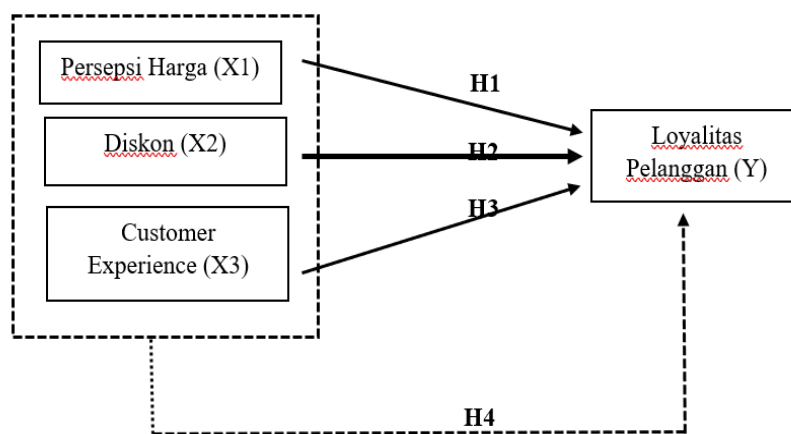 Persepsi Harga (X1)
H1
Diskon (X2)
H2
Loyalitas
Pelanggan (Y)
Customer
Experience (X3)
H3
H4